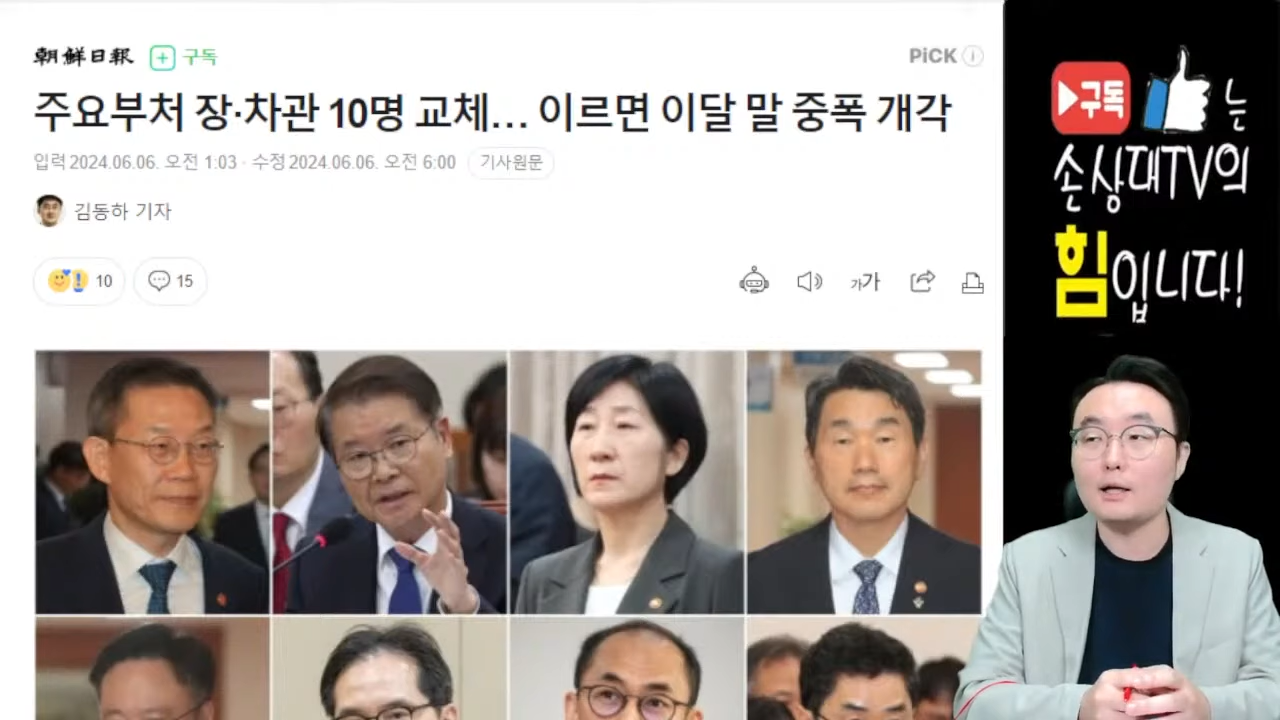 朝鮮日報 구독
PiCK
주요부처 장·차관 10명 교체… 이르면 이달 말 중폭 개각
입력 2024.06.06. 오전 1:03 · 수정 2024.06.06. 오전 6:00 기사원문
김동하 기자
10 15
가가
구독 는
손상대TV의
힘입니다!